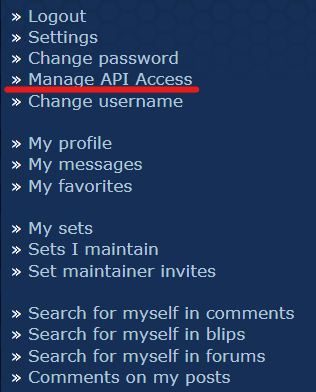 » Logout
» Settings
» Change password
» Manage API Access
» Change username
» My profile
» My messages
» My favorites
» My sets
» Sets I maintain
» Set maintainer invites
» Search for myself in comments
» Search for myself in blips
» Search for myself in forums
» Comments on my posts